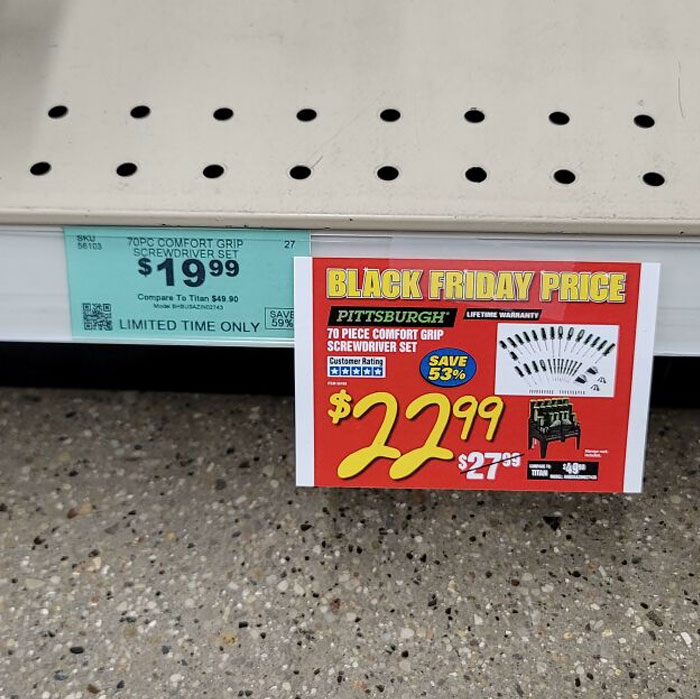 SKU
56103
70PC COMFORT GRIP
SCREWDRIVER SET
27
$19 99
Compare To Titan $49.90
LIMITED TIME ONLY
SAVE
59%
BLACK FRIDAY PRICE
PITTSBURGH®
LIFETIME WARRANTY
70 PIECE COMFORT GRIP
SCREWDRIVER SET
Customer Rating
SAVE
53%
$22 99
$27 99
TITAN